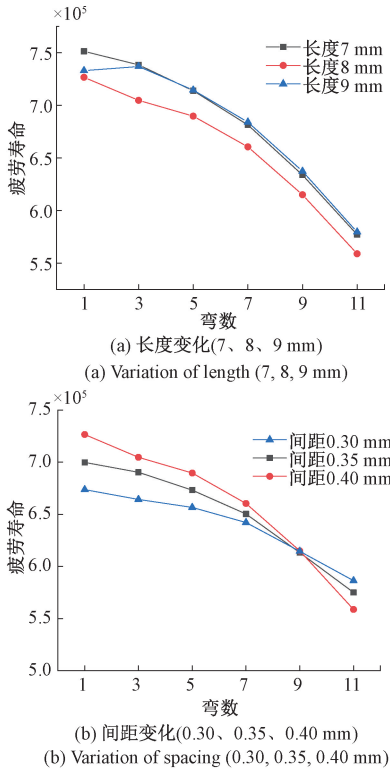 ×10⁵
7.5
7.0
6.5
6.0
5.5
疲劳寿命
长度7 mm
长度8 mm
长度9 mm
1 3 5 7 9 11
弯数
(a) 长度变化(7、8、9 mm)
(a) Variation of length (7, 8, 9 mm)
×10⁵
7.5
7.0
6.5
6.0
5.5
5.0
疲劳寿命
间距0.30 mm
间距0.35 mm
间距0.40 mm
1 3 5 7 9 11
弯数
(b) 间距变化(0.30、0.35、0.40 mm)
(b) Variation of spacing (0.30, 0.35, 0.40 mm)